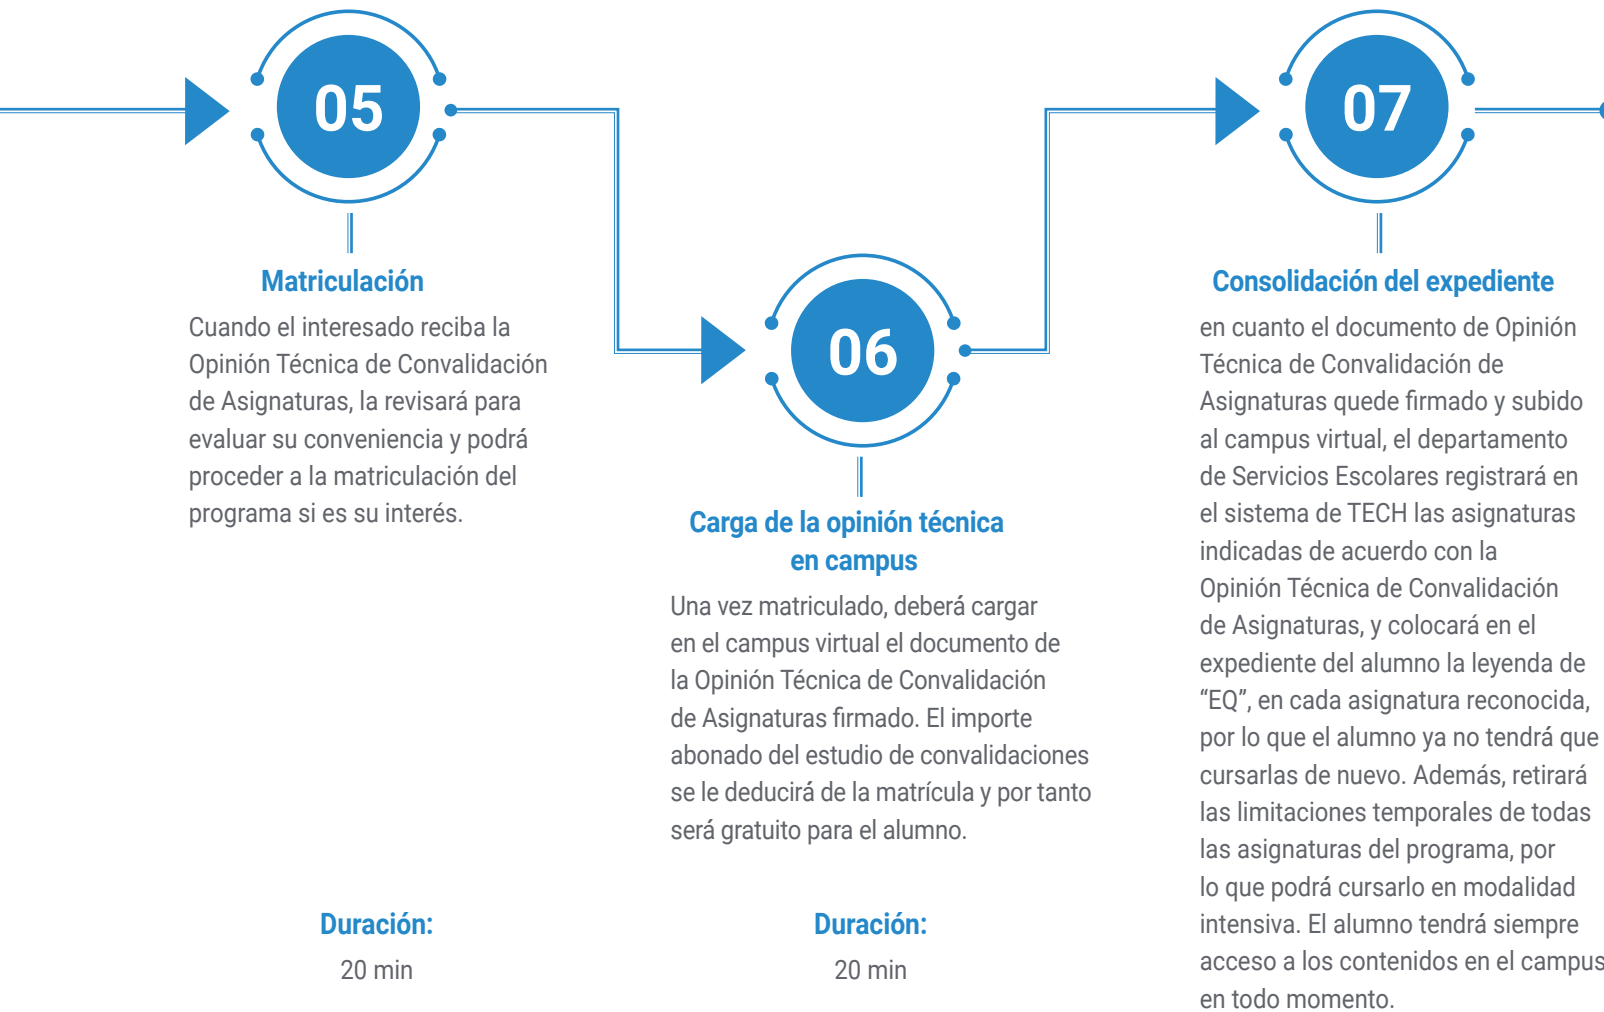 05
Matriculación
Cuando el interesado reciba la
Opinión Técnica de Convalidación
de Asignaturas, la revisará para
evaluar su conveniencia y podrá
proceder a la matriculación del
programa si es su interés.
Duración:
20 min
06
Carga de la opinión técnica
en campus
Una vez matriculado, deberá cargar
en el campus virtual el documento de
la Opinión Técnica de Convalidación
de Asignaturas firmado. El importe
abonado del estudio de convalidaciones
se le deducirá de la matrícula y por tanto
será gratuito para el alumno.
Duración:
20 min
07
Consolidación del expediente
en cuanto el documento de Opinión
Técnica de Convalidación de
Asignaturas quede firmado y subido
al campus virtual, el departamento
de Servicios Escolares registrará en
el sistema de TECH las asignaturas
indicadas de acuerdo con la
Opinión Técnica de Convalidación
de Asignaturas, y colocará en el
expediente del alumno la leyenda de
“EQ”, en cada asignatura reconocida,
por lo que el alumno ya no tendrá que
cursarlas de nuevo. Además, retirará
las limitaciones temporales de todas
las asignaturas del programa, por
lo que podrá cursarlo en modalidad
intensiva. El alumno tendrá siempre
acceso a los contenidos en el campus
en todo momento.